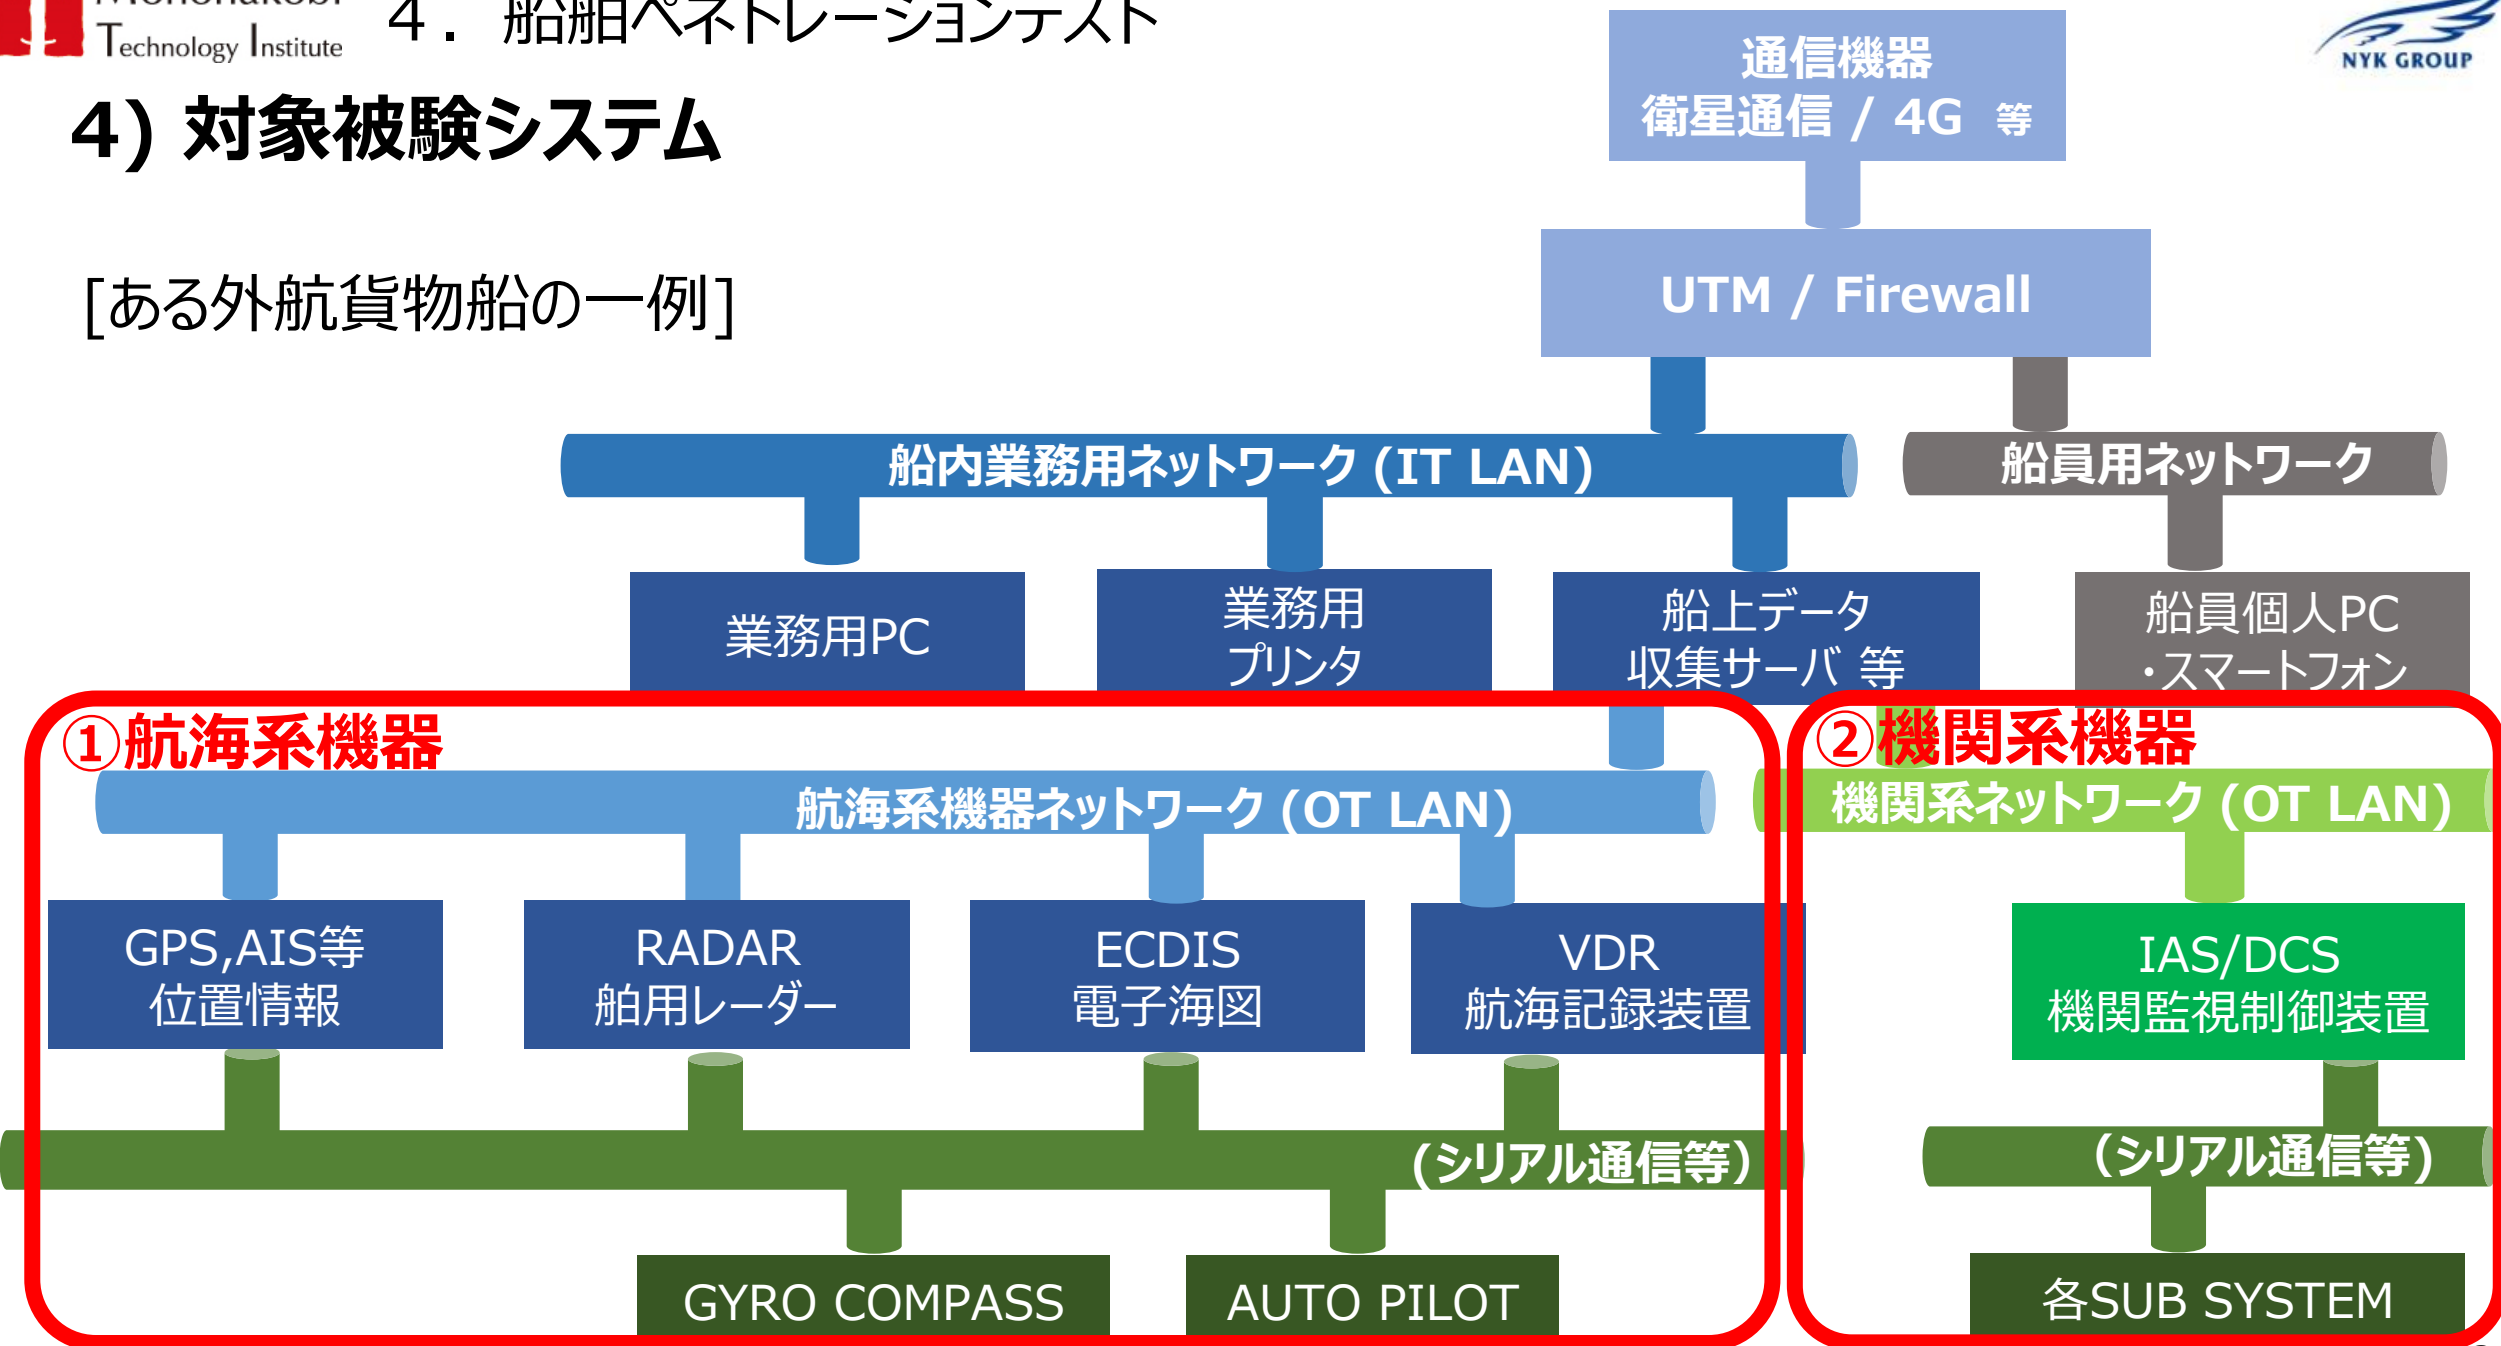 Monohakobi
Technology Institute
４．船舶ペネトレーションテスト
NYK GROUP
4) 対象被験システム
[ある外航貨物船の一例]
通信機器
衛星通信 / 4G 等
UTM / Firewall
船内業務用ネットワーク (IT LAN)
船員用ネットワーク
業務用PC
業務用
プリンタ
船上データ
収集サーバ 等
船員個人PC
・スマートフォン
①航海系機器
②機関系機器
航海系機器ネットワーク (OT LAN)
機関系ネットワーク (OT LAN)
GPS,AIS等
位置情報
RADAR
舶用レーダー
ECDIS
電子海図
VDR
航海記録装置
IAS/DCS
機関監視制御装置
(シリアル通信等)
(シリアル通信等)
GYRO COMPASS
AUTO PILOT
各SUB SYSTEM